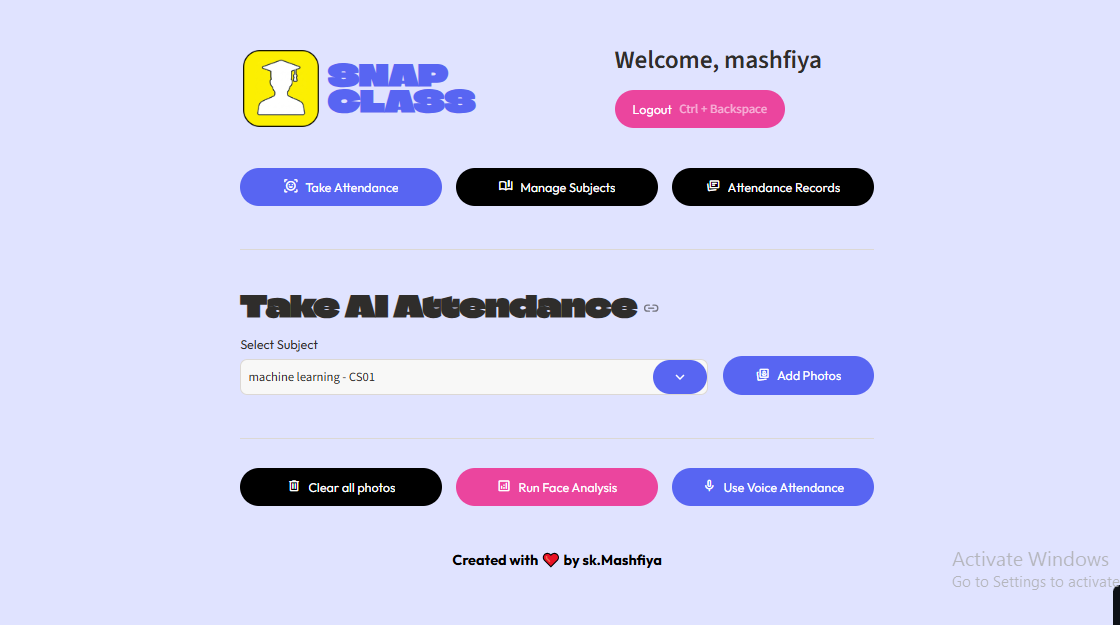 SNAP
CLASS
Welcome, mashfiya
Logout Ctrl + Backspace
Take Attendance Manage Subjects Attendance Records
Take AI Attendance
Select Subject
machine learning - CS01
Add Photos
Clear all photos Run Face Analysis Use Voice Attendance
Created with ❤️ by sk.Mashfiya
Activate Windows
Go to Settings to activate